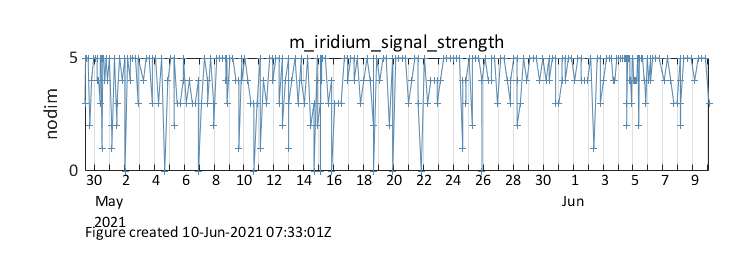 m_iridium_signal_strength
5
nodim
0
30 2 4 6 8 10 12 14 16 18 20 22 24 26 28 30 1 3 5 7 9
May Jun
2021
Figure created 10-Jun-2021 07:33:01Z